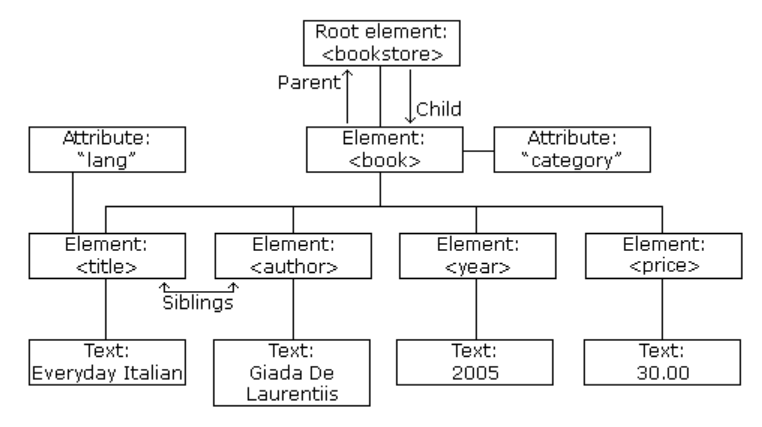 Root element:
<bookstore>
Parent
Child
Attribute:
"lang"
Element:
<book>
Attribute:
"category"
Element:
<title>
Element:
<author>
Element:
<year>
Element:
<price>
Siblings
Text:
Everyday Italian
Text:
Giada De
Laurentiis
Text:
2005
Text:
30.00